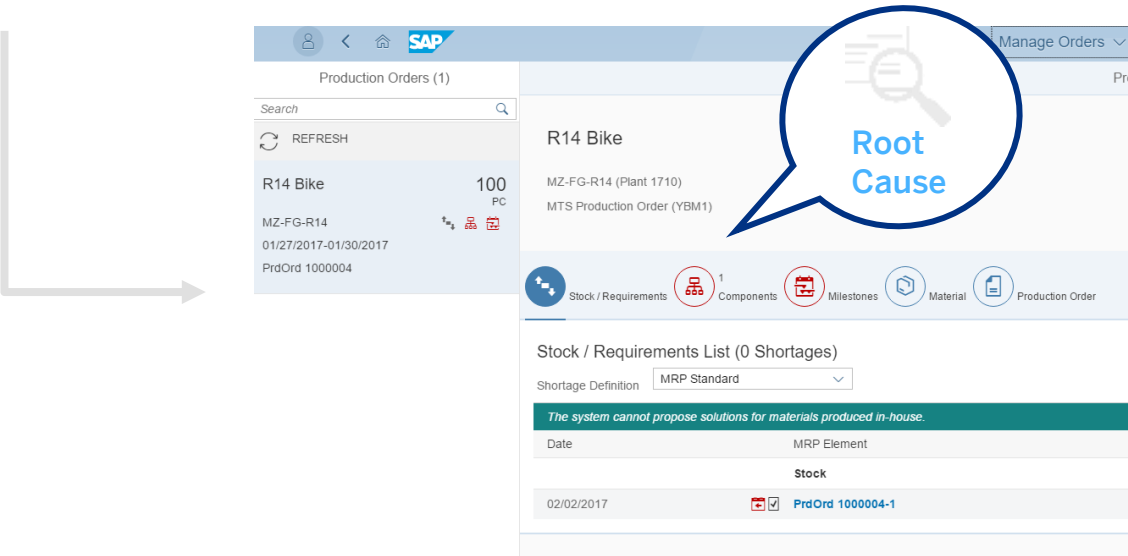 SAP
Manage Orders
Production Orders (1)
Search
REFRESH
R14 Bike 100
PC
MZ-FG-R14
01/27/2017-01/30/2017
PrdOrd 1000004
R14 Bike
MZ-FG-R14 (Plant 1710)
MTS Production Order (YBM1)
Root
Cause
Stock / Requirements 1 Components Milestones Material Production Order
Stock / Requirements List (0 Shortages)
Shortage Definition MRP Standard
The system cannot propose solutions for materials produced in-house.
Date MRP Element
Stock
02/02/2017 PrdOrd 1000004-1